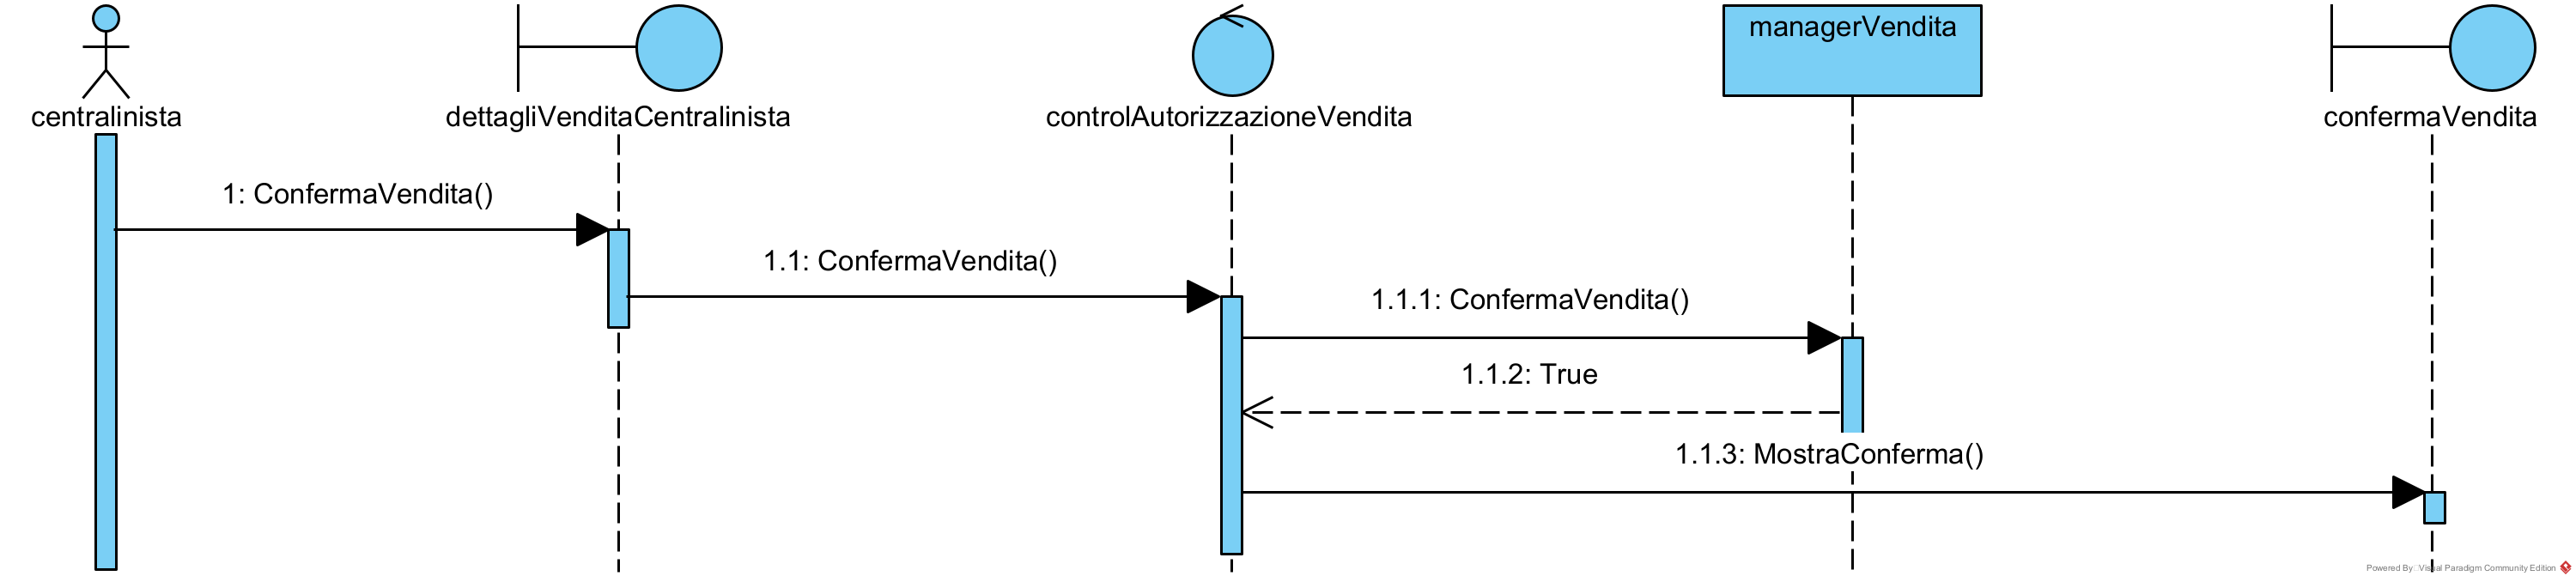 managerVendita
centralinista
dettagliVenditaCentralinista
controlAutorizzazioneVendita
confermaVendita
1: ConfermaVendita()
1.1: ConfermaVendita()
1.1.1: ConfermaVendita()
1.1.2: True
1.1.3: MostraConferma()
Powered By Visual Paradigm Community Edition